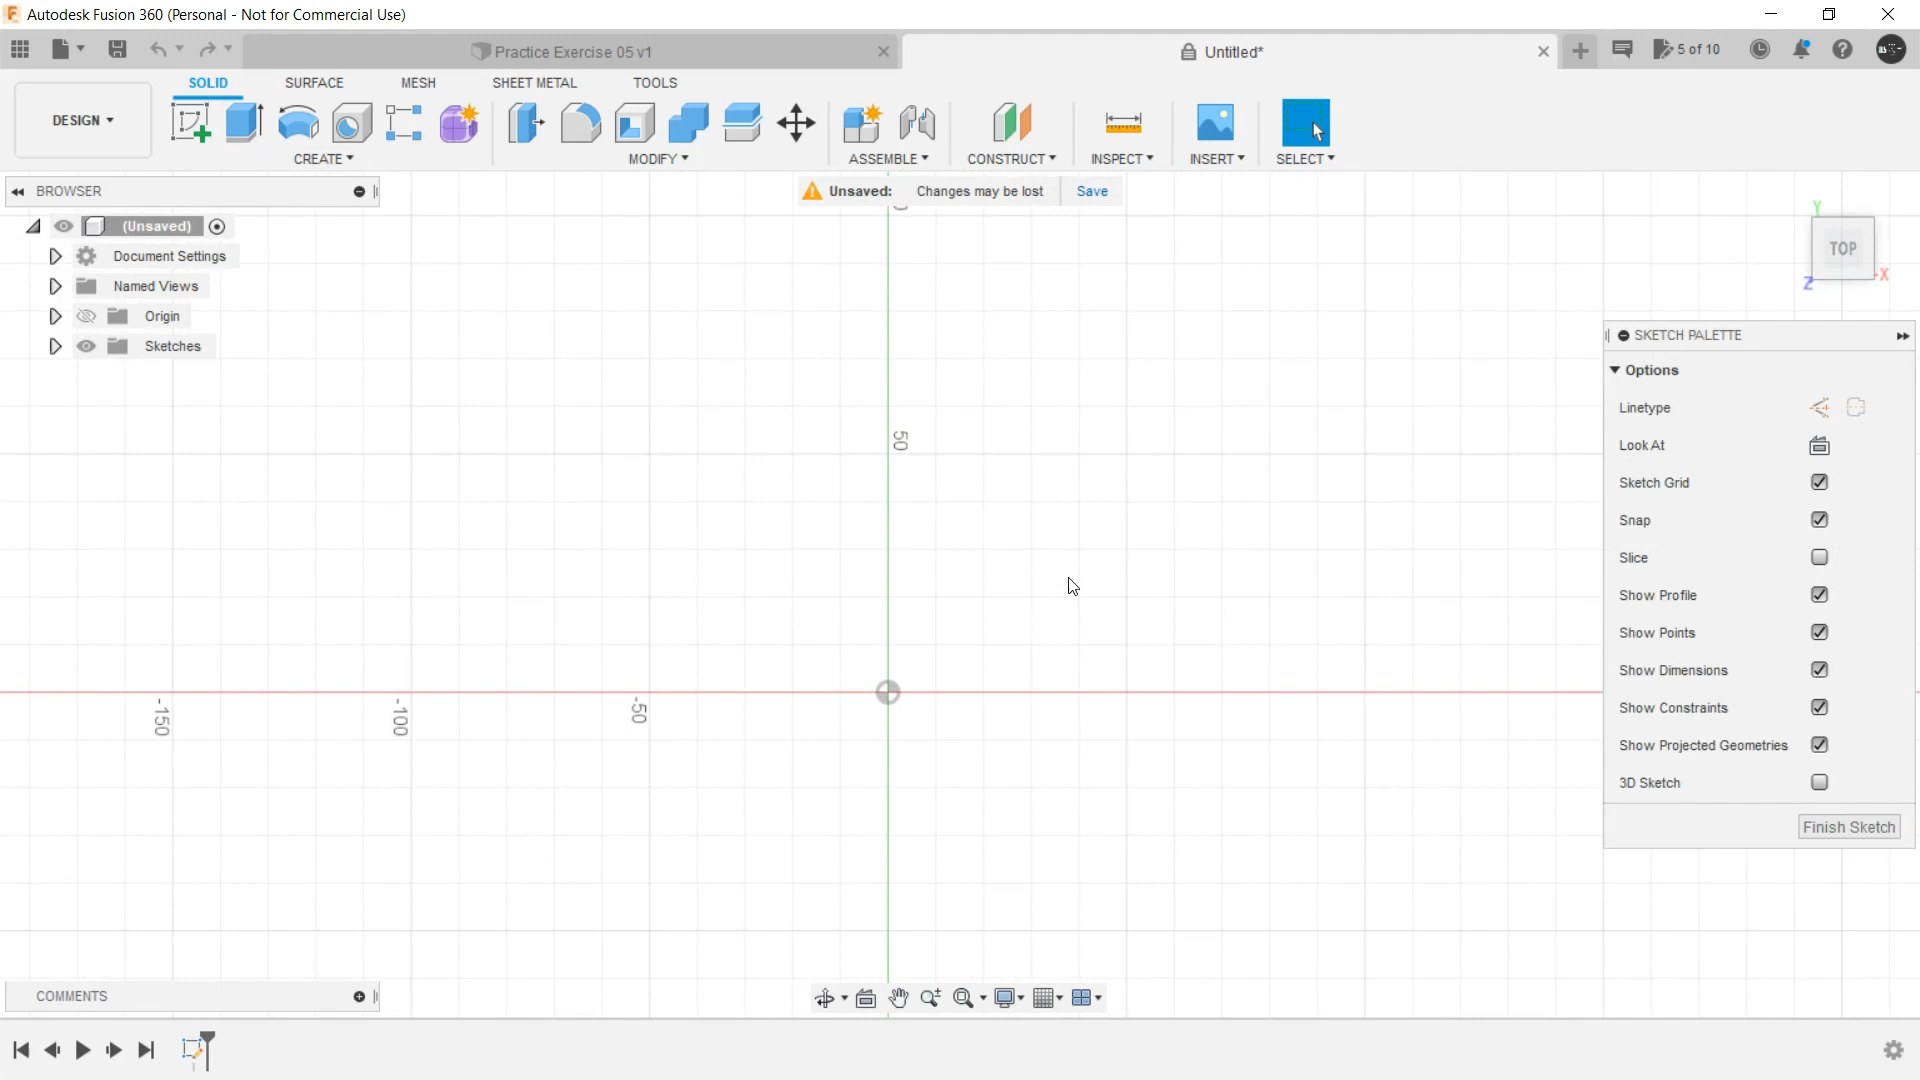 Autodesk Fusion 360 (Personal - Not for Commercial Use)
Practice Exercise 05 v1
Untitled*
5 of 10
SOLID
SURFACE
MESH
SHEET METAL
TOOLS
DESIGN
CREATE
MODIFY
ASSEMBLE
CONSTRUCT
INSPECT
INSERT
SELECT
BROWSER
Unsaved: Changes may be lost Save
(Unsaved)
Document Settings
Named Views
Origin
Sketches
Y
TOP
X
Z
50
-150
-100
-50
SKETCH PALETTE
Options
Linetype
Look At
Sketch Grid
Snap
Slice
Show Profile
Show Points
Show Dimensions
Show Constraints
Show Projected Geometries
3D Sketch
Finish Sketch
COMMENTS